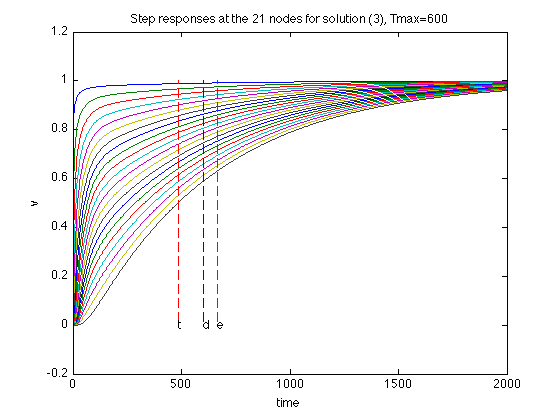 Step responses at the 21 nodes for solution (3), Tmax=600
1.2
1
0.8
0.6
0.4
0.2
0
-0.2
v
t d e
0 500 1000 1500 2000
time